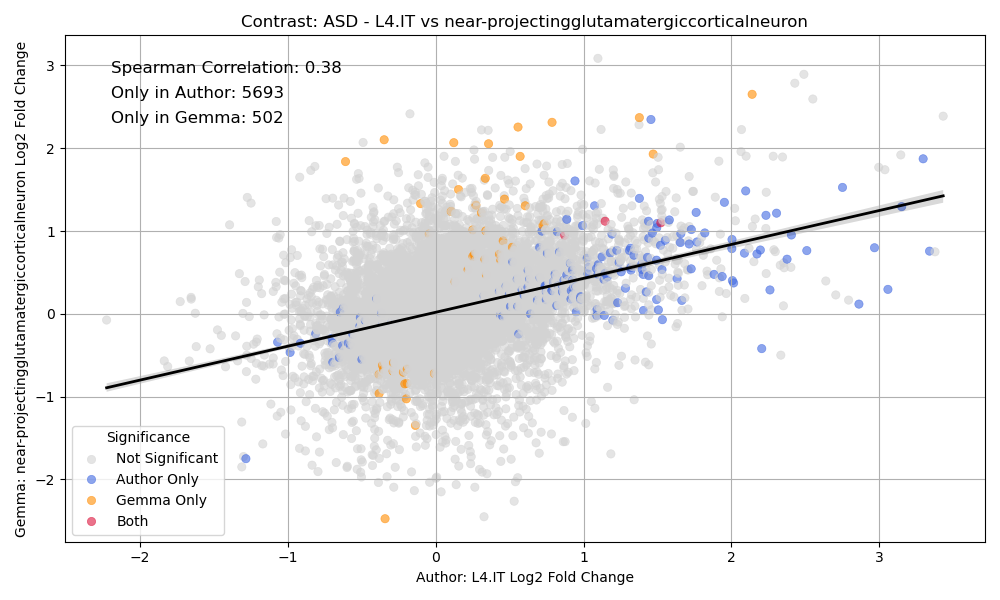 Contrast: ASD - L4.IT vs near-projectingglutamatergiccorticalneuron
Gemma: near-projectingglutamatergiccorticalneuron Log2 Fold Change
3
2
1
0
−1
−2
Spearman Correlation: 0.38
Only in Author: 5693
Only in Gemma: 502
Significance
Not Significant
Author Only
Gemma Only
Both
−2
−1
0
1
2
3
Author: L4.IT Log2 Fold Change